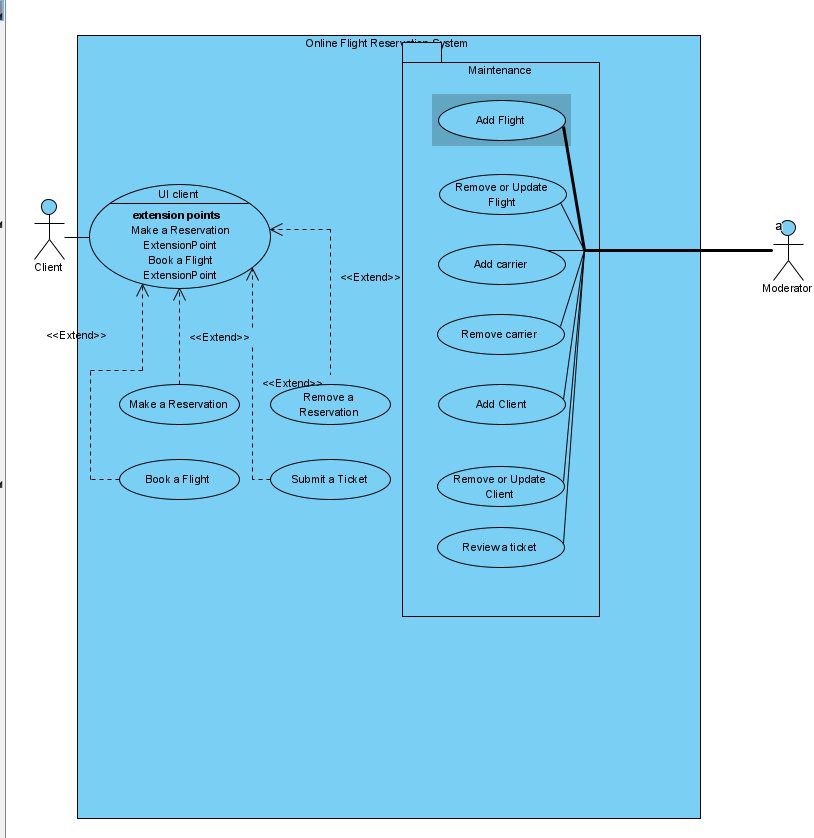 Online Flight Reservation System
Maintenance
Add Flight
Remove or Update
Flight
Add carrier
Remove carrier
Add Client
Remove or Update
Client
Review a ticket
UI client
extension points
Make a Reservation
ExtensionPoint
Book a Flight
ExtensionPoint
Client
<<Extend>>
<<Extend>>
<<Extend>>
<<Extend>>
Make a Reservation
Remove a
Reservation
Book a Flight
Submit a Ticket
a
Moderator